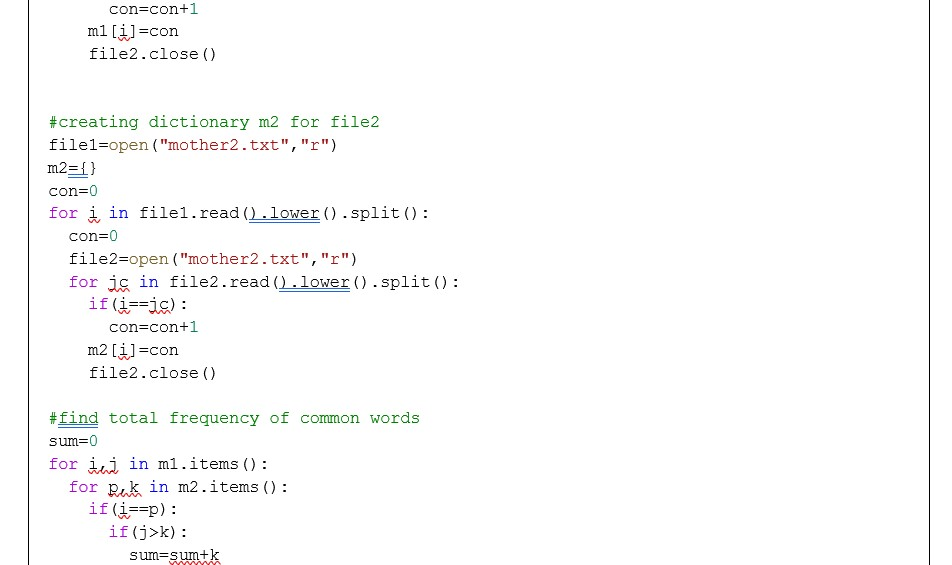 con=con+1
m1[i]=con
file2.close()
#creating dictionary m2 for file2
file1=open("mother2.txt","r")
m2={}
con=0
for i in file1.read().lower().split():
con=0
file2=open("mother2.txt","r")
for jc in file2.read().lower().split():
if(i==jc):
con=con+1
m2[i]=con
file2.close()
#find total frequency of common words
sum=0
for i,j in m1.items():
for p,k in m2.items():
if(i==p):
if(j>k):
sum=sum+k